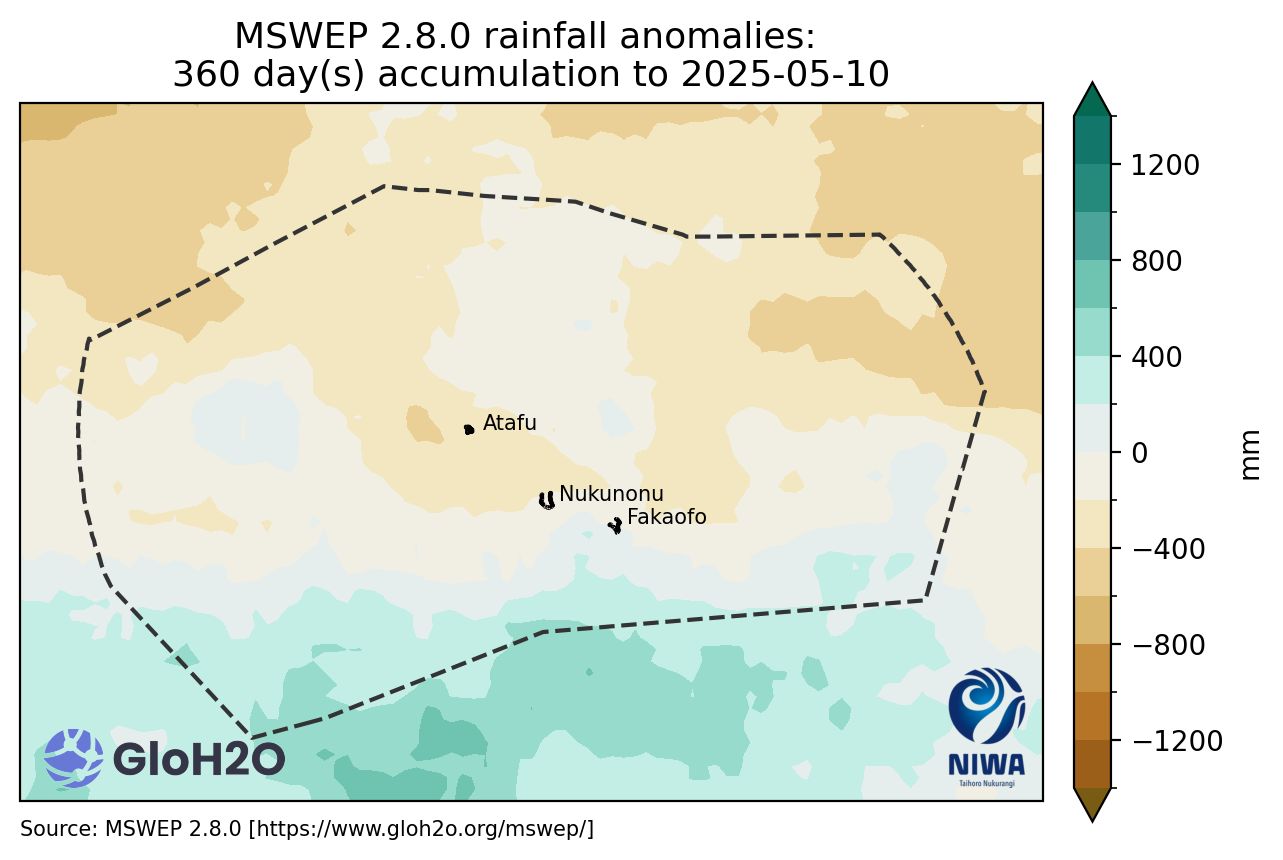 MSWEP 2.8.0 rainfall anomalies:
360 day(s) accumulation to 2025-05-10
1200
800
400
0
−400
−800
−1200
mm
Atafu
Nukunonu
Fakaofo
GloH2O
NIWA
Taihoro Nukurangi
Source: MSWEP 2.8.0 [https://www.gloh2o.org/mswep/]